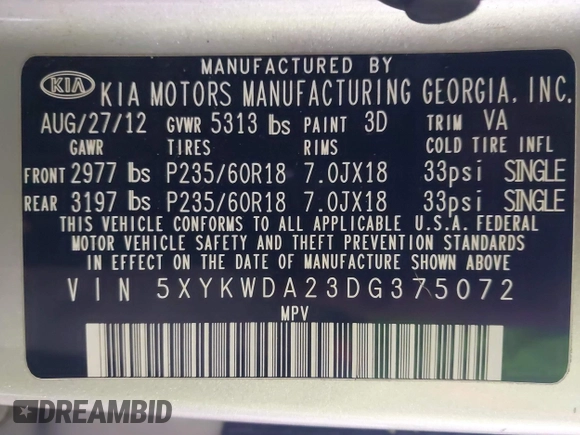 MANUFACTURED BY
KIA KIA MOTORS MANUFACTURING GEORGIA, INC.
AUG/27/12 GVWR 5313 lbs PAINT 3D TRIM VA
GAWR TIRES RIMS COLD TIRE INFL
FRONT 2977 lbs P235/60R18 7.0JX18 33psi SINGLE
REAR 3197 lbs P235/60R18 7.0JX18 33psi SINGLE
THIS VEHICLE CONFORMS TO ALL APPLICABLE U.S.A. FEDERAL
MOTOR VEHICLE SAFETY AND THEFT PREVENTION STANDARDS
IN EFFECT ON THE DATE OF MANUFACTURE SHOWN ABOVE
VIN 5XYKWDA23DG375072
MPV
DREAMBID